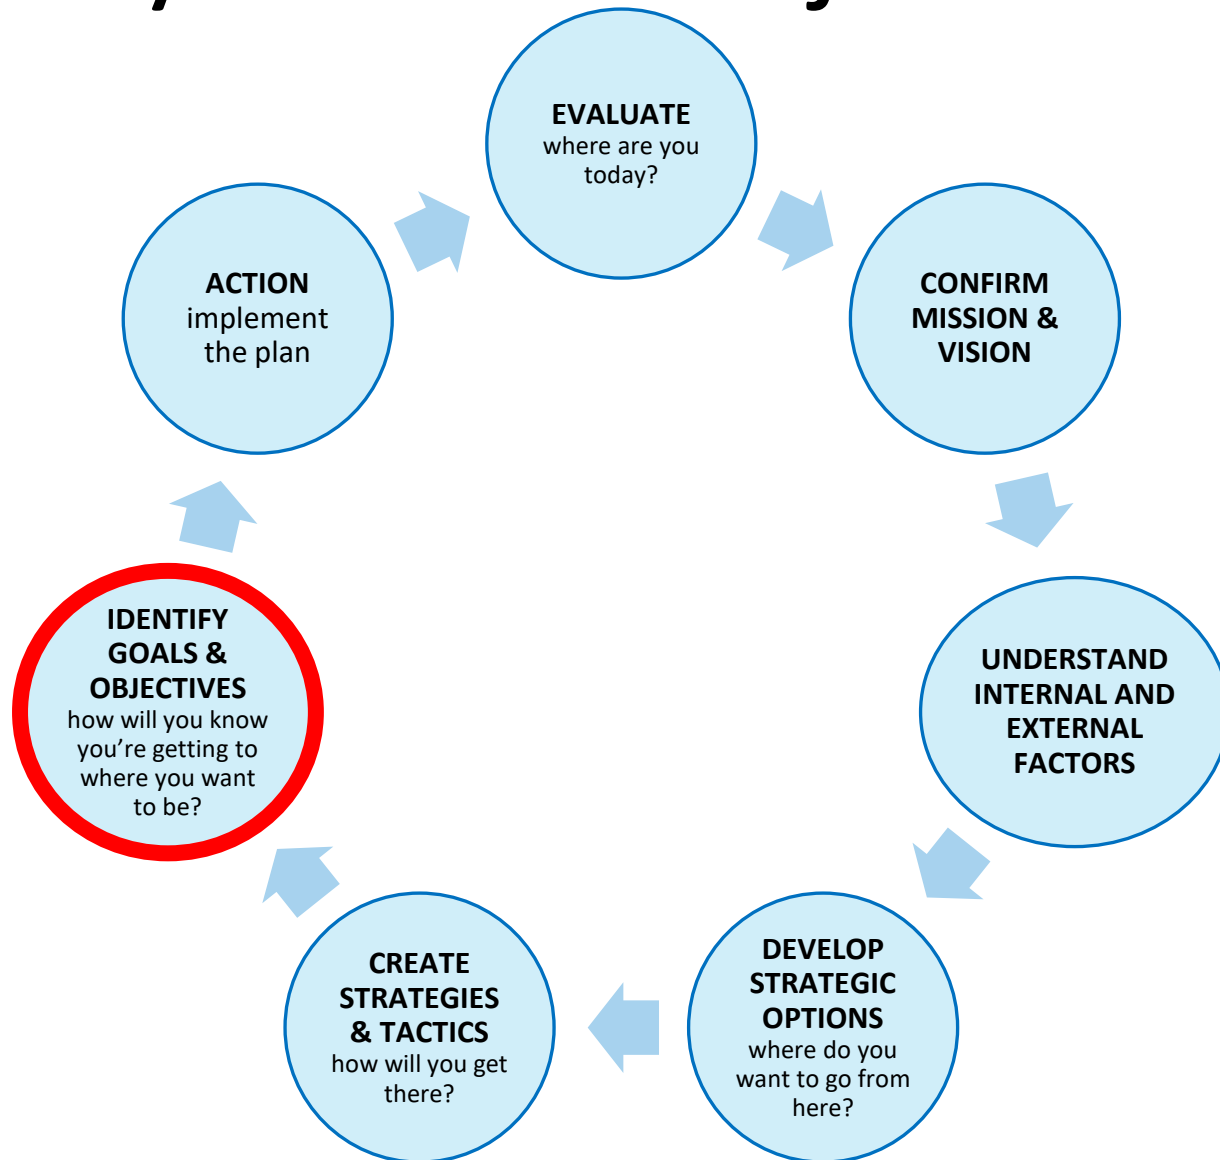 EVALUATE
where are you
today?
CONFIRM
MISSION &
VISION
UNDERSTAND
INTERNAL AND
EXTERNAL
FACTORS
DEVELOP
STRATEGIC
OPTIONS
where do you
want to go from
here?
CREATE
STRATEGIES
& TACTICS
how will you get
there?
IDENTIFY
GOALS &
OBJECTIVES
how will you know
you’re getting to
where you want
to be?
ACTION
implement
the plan